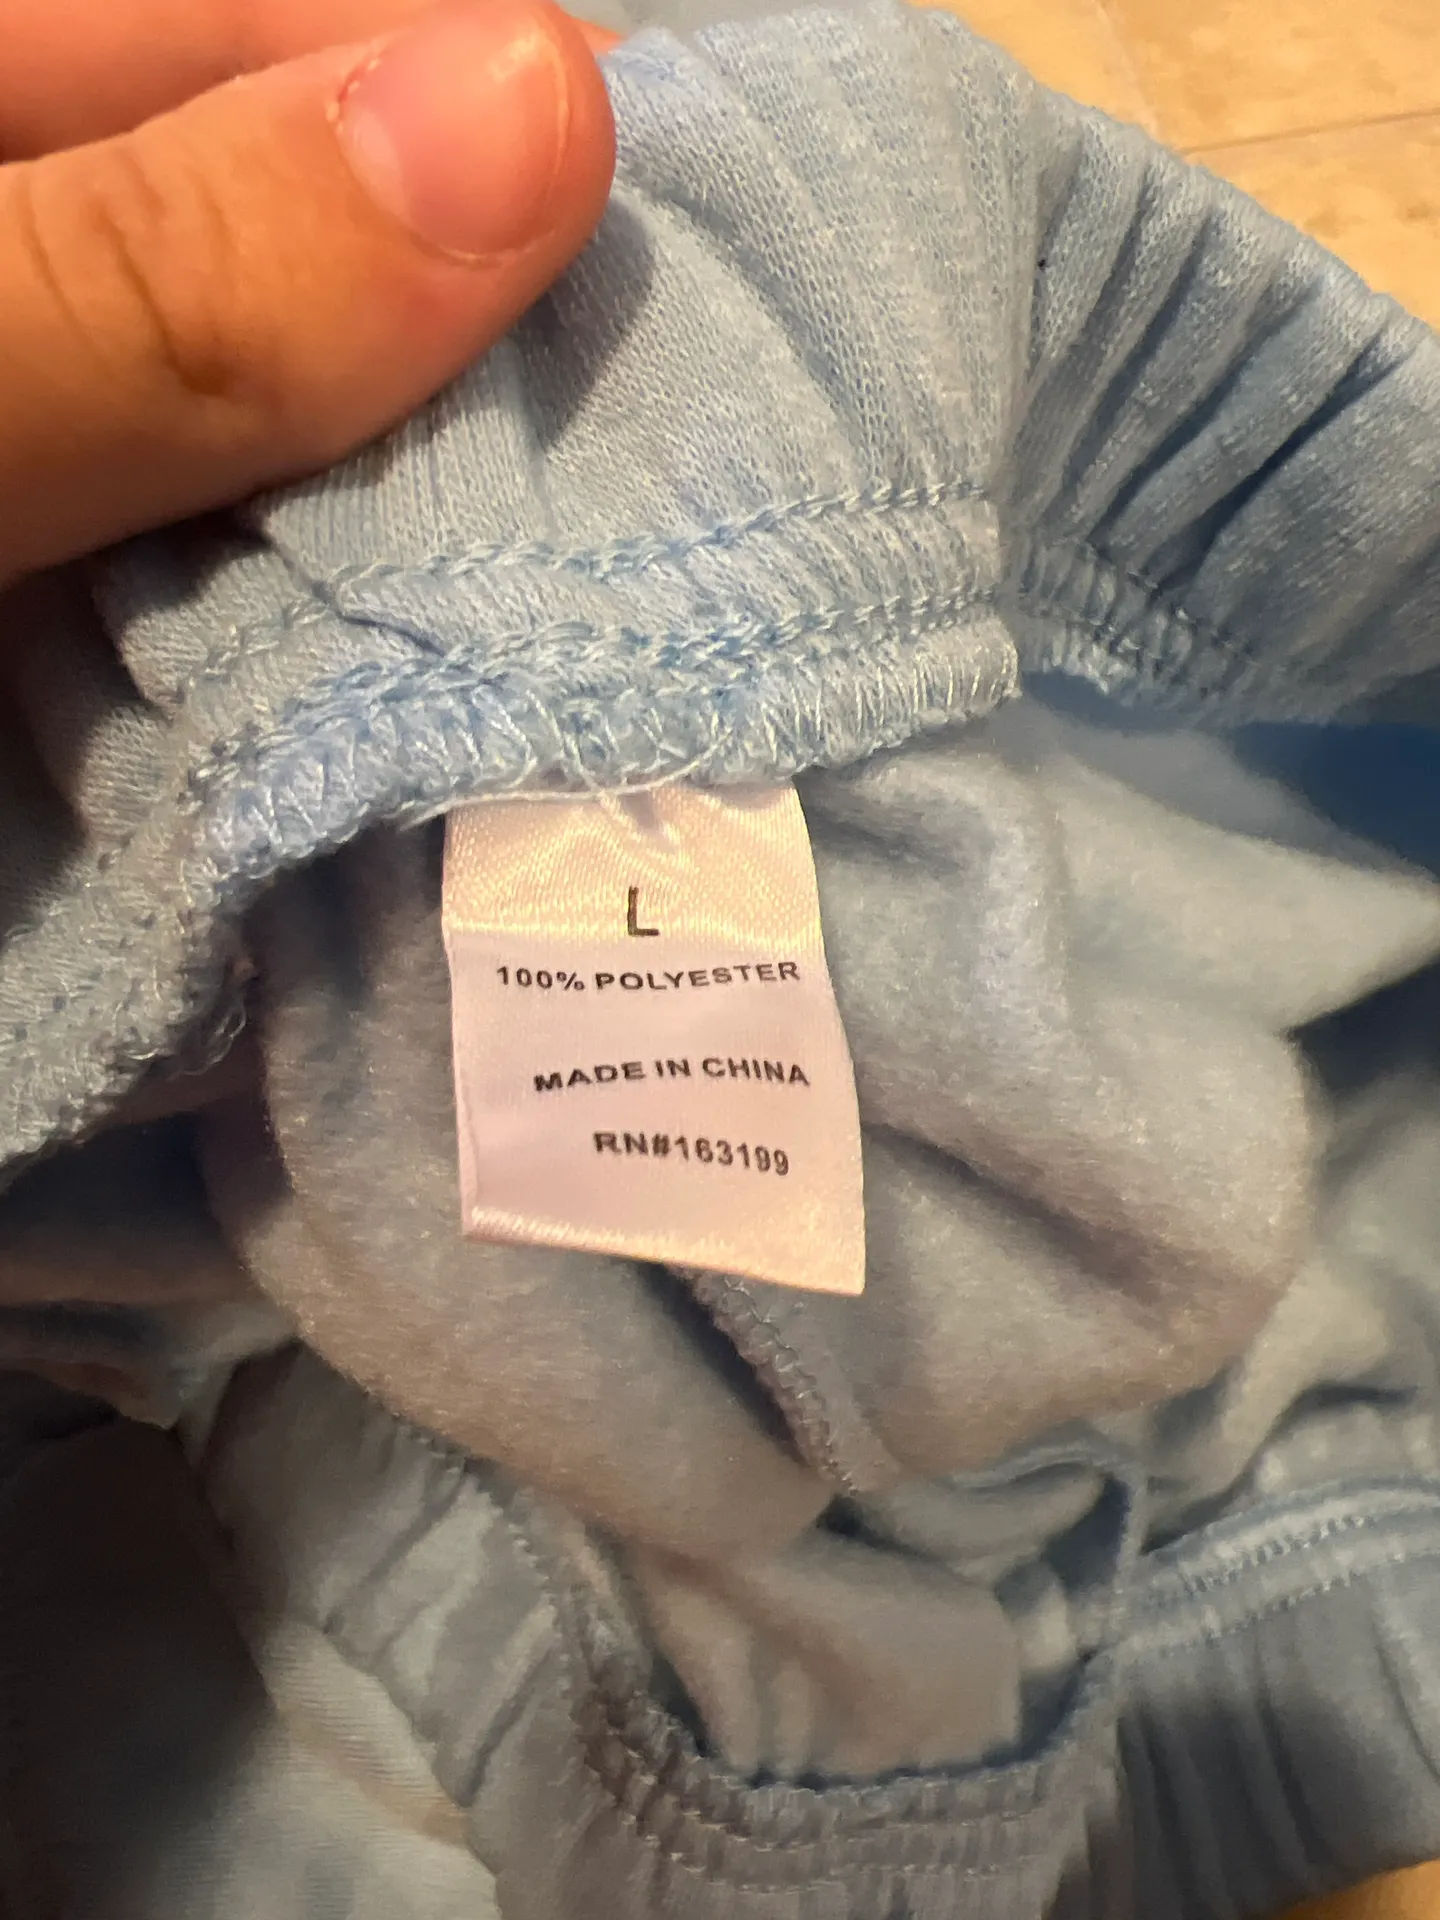 L
100% POLYESTER
MADE IN CHINA
RN#163199